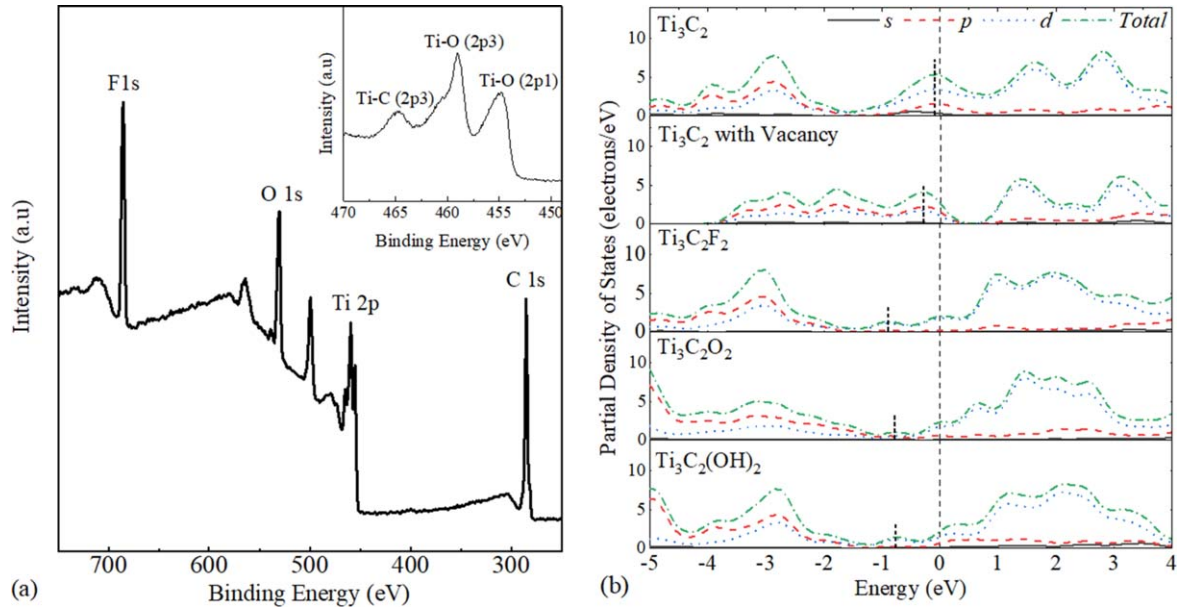 F1s
O 1s
Ti 2p
C 1s
Intensity (a.u)
700
600
500
400
300
Binding Energy (eV)
(a)
Ti-O (2p3)
Ti-O (2p1)
Ti-C (2p3)
Intensity (a.u)
470
465
460
455
450
Binding Energy (eV)
Ti₃C₂
s
p
d
Total
10
5
0
Ti₃C₂ with Vacancy
10
5
0
Ti₃C₂F₂
10
5
0
Ti₃C₂O₂
10
5
0
Ti₃C₂(OH)₂
10
5
0
Partial Density of States (electrons/eV)
-5
-4
-3
-2
-1
0
1
2
3
4
Energy (eV)
(b)